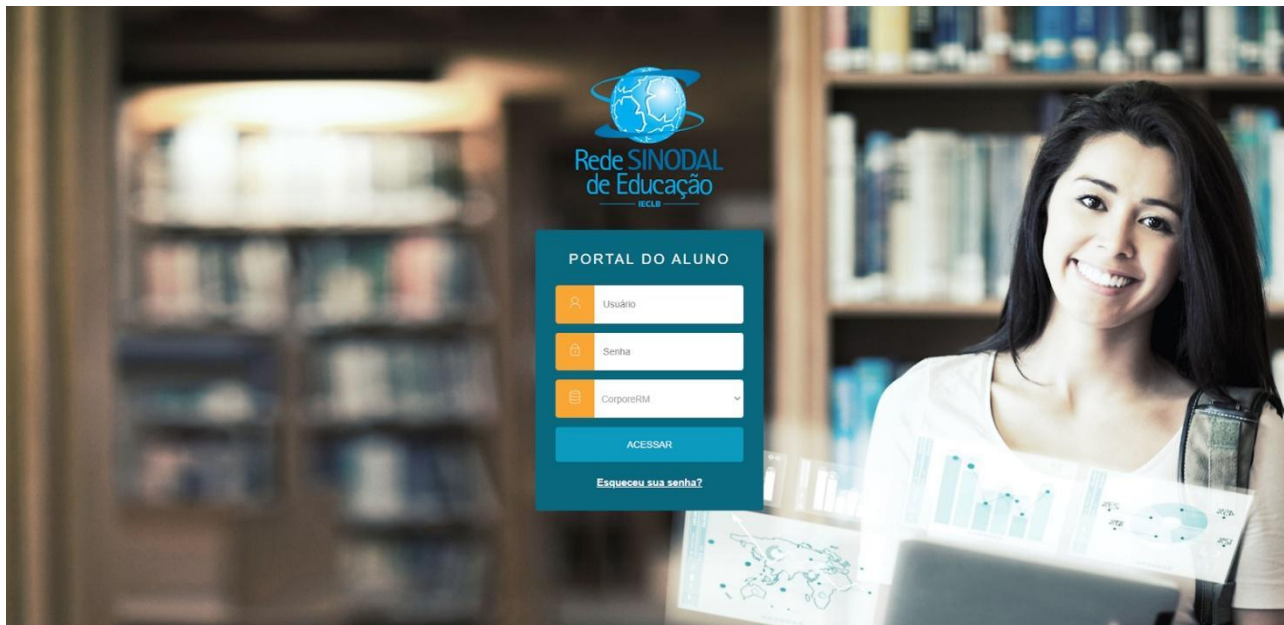 Rede SINODAL
de Educação
IECLB
PORTAL DO ALUNO
Usuário
Senha
CorporeRM
ACESSAR
Esqueceu sua senha?